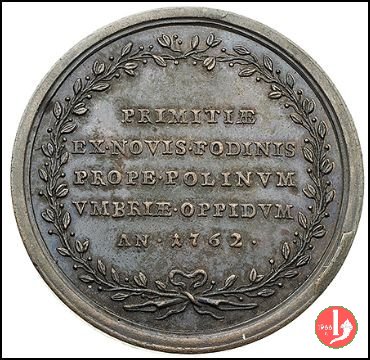 PRIMITIÆ
EX·NOVIS·FODINIS
PROPE·POLINVM
VMBRIÆ·OPPIDVM
AN·1762·